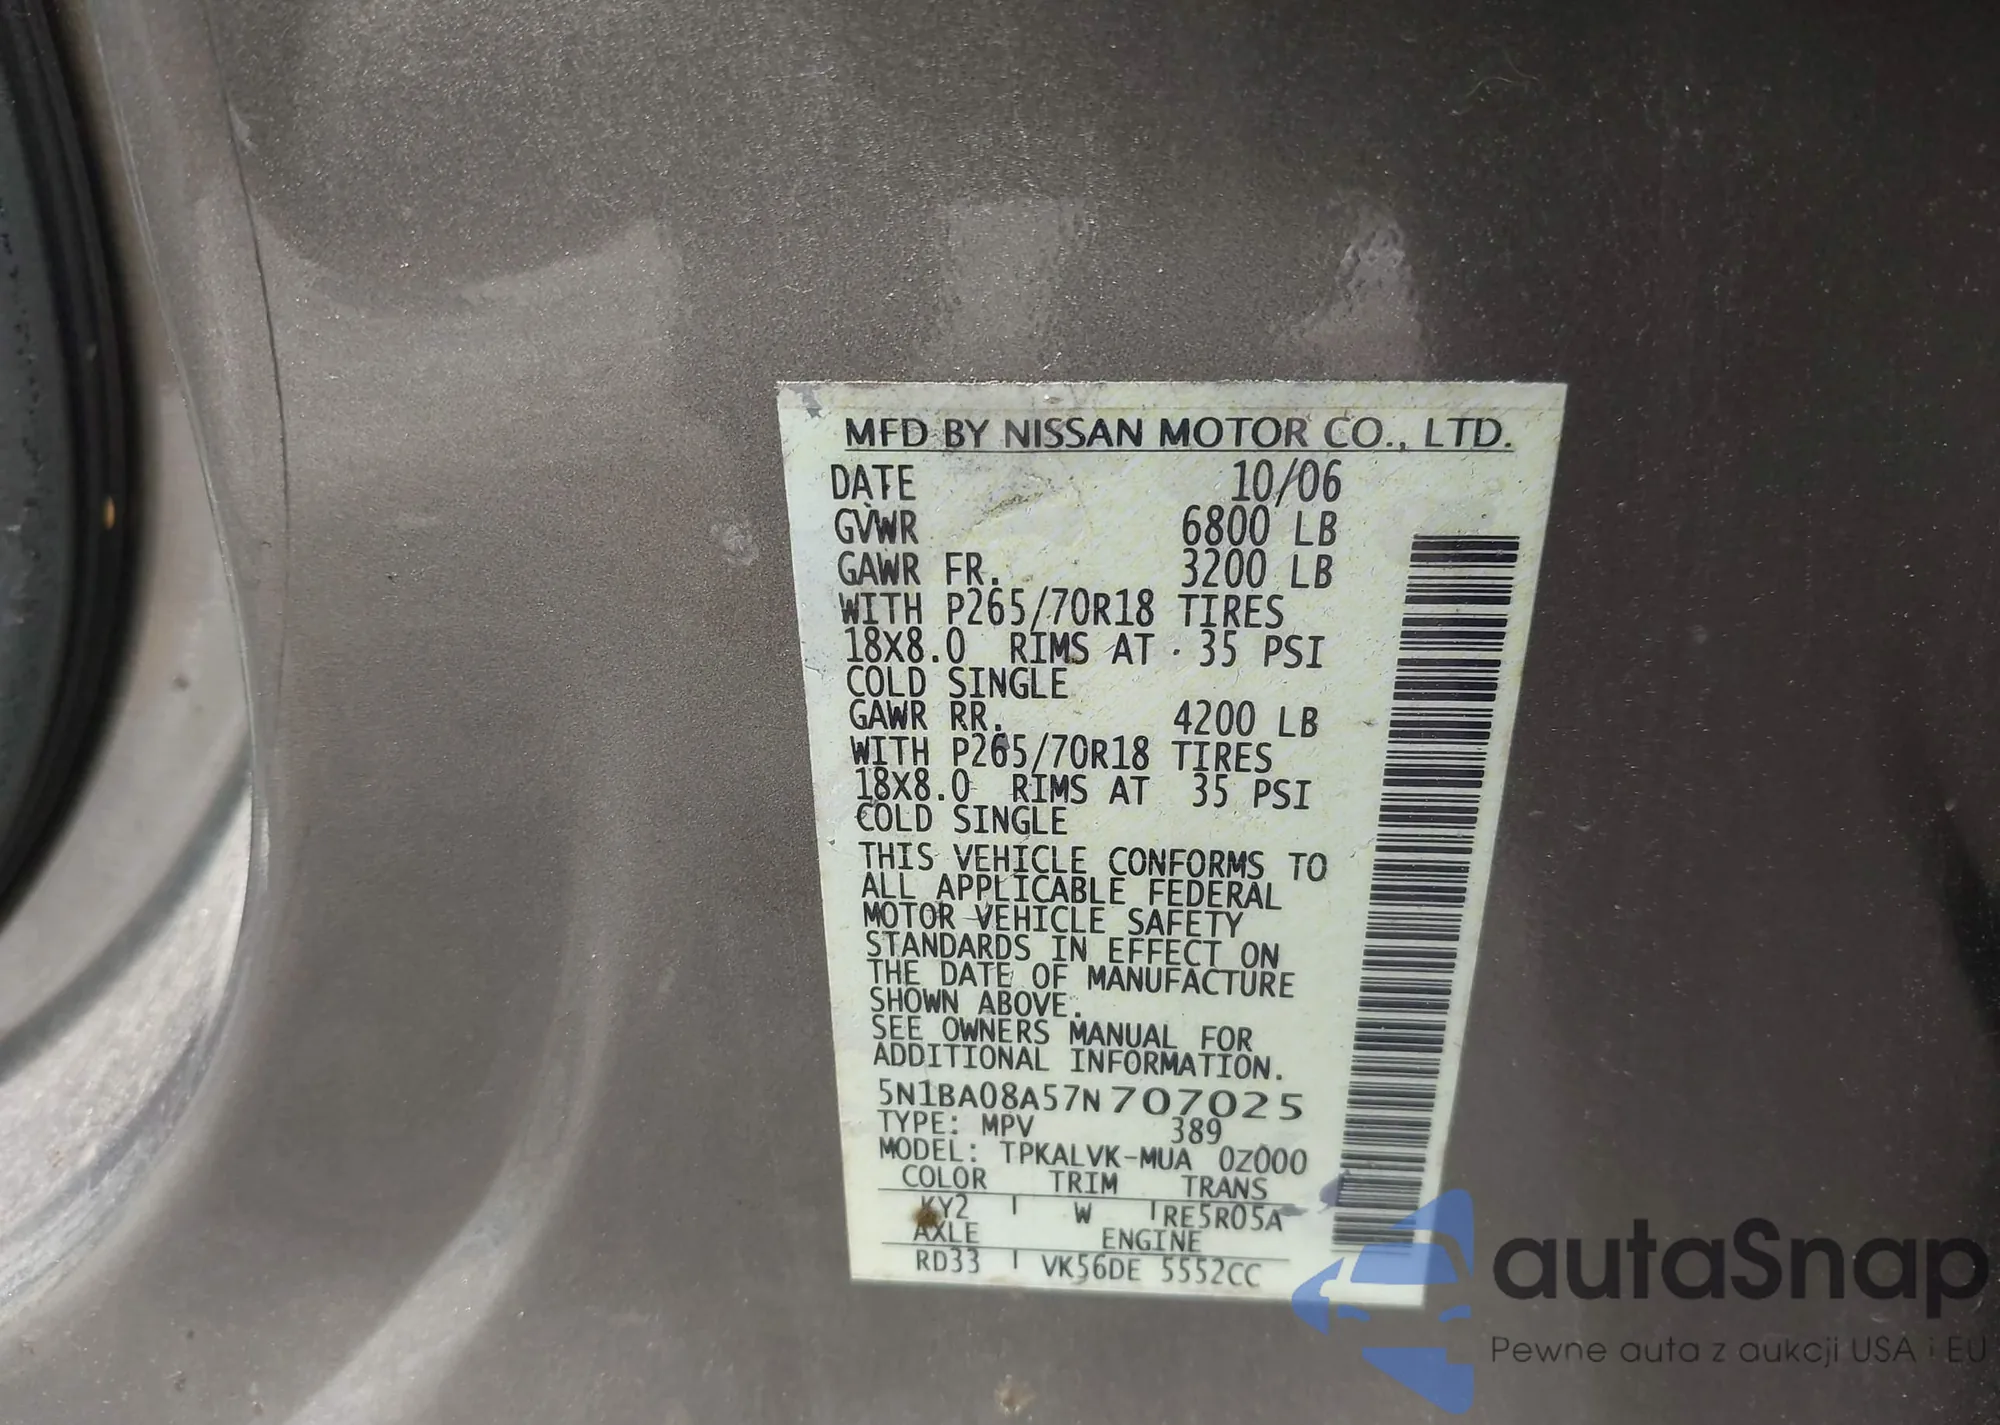 MFD BY NISSAN MOTOR CO., LTD.
DATE 10/06
GVWR 6800 LB
GAWR FR. 3200 LB
WITH P265/70R18 TIRES
18X8.0 RIMS AT 35 PSI
COLD SINGLE
GAWR RR. 4200 LB
WITH P265/70R18 TIRES
18X8.0 RIMS AT 35 PSI
COLD SINGLE
THIS VEHICLE CONFORMS TO
ALL APPLICABLE FEDERAL
MOTOR VEHICLE SAFETY
STANDARDS IN EFFECT ON
THE DATE OF MANUFACTURE
SHOWN ABOVE.
SEE OWNERS MANUAL FOR
ADDITIONAL INFORMATION.
5N1BA08A57N707025
TYPE: MPV 389
MODEL: TPKALVK-MUA 0Z000
COLOR TRIM TRANS
KY2 W RE5R05A
AXLE ENGINE
RD33 VK56DE 5552CC
autaSnap
Pewne auta z aukcji USA i EU